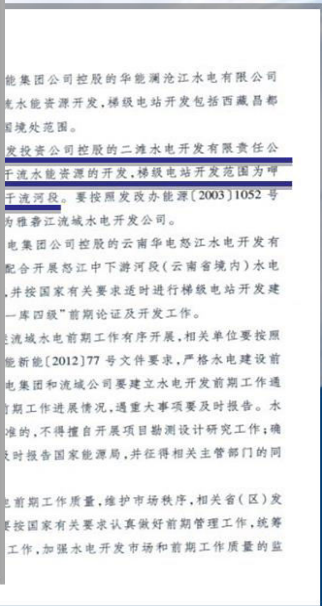 能集团公司控股的华能澜沧江水电有限公司
水能资源开发,梯级电站开发包括西藏昌都
国境处范围。
发投资公司控股的二滩水电开发有限责任公
干流水能资源的开发,梯级电站开发范围为呷
干流河段。要按照发改办能源〔2003〕1052 号
为雅砻江流域水电开发公司。
电集团公司控股的云南华电怒江水电开发有
配合开展怒江中下游河段(云南省境内)水电
,并按国家有关要求适时进行梯级电站开发建
一库四级”前期论证及开发工作。
流域水电前期工作有序开展,相关单位要按照
能新能〔2012〕77 号文件要求,严格水电建设前
电集团和流域公司要建立水电开发前期工作通
前期工作进展情况,遇重大事项要及时报告。水
准的,不得擅自开展项目勘测设计研究工作;确
及时报告国家能源局,并征得相关主管部门的同
电前期工作质量,维护市场秩序,相关省(区)发
要按国家有关要求认真做好前期管理工作,统筹
工作,加强水电开发市场和前期工作质量的监